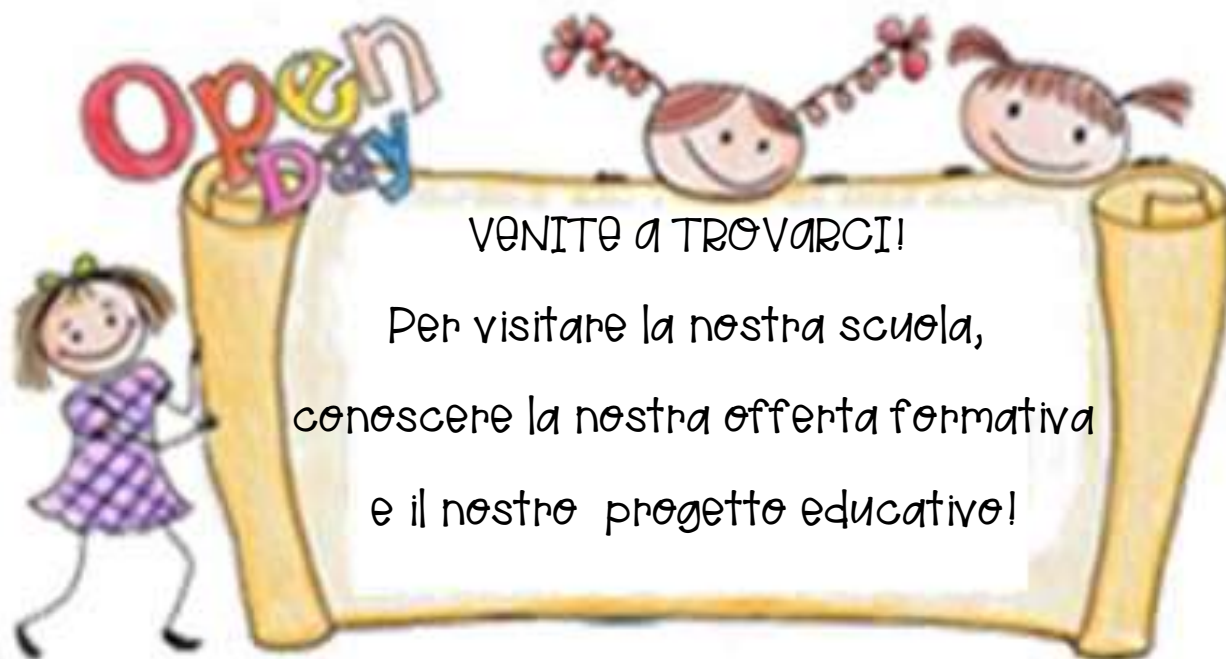 Open
Day
VENITE a TROVARCI!
Per visitare la nostra scuola,
conoscere la nostra offerta formativa
e il nostro progetto educativo!